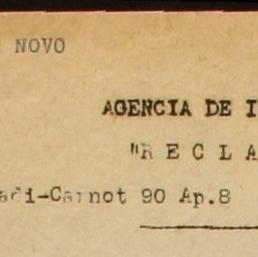 NOVO
AGENCIA DE I
"R E C L A
adi-Carnot 90 Ap.8